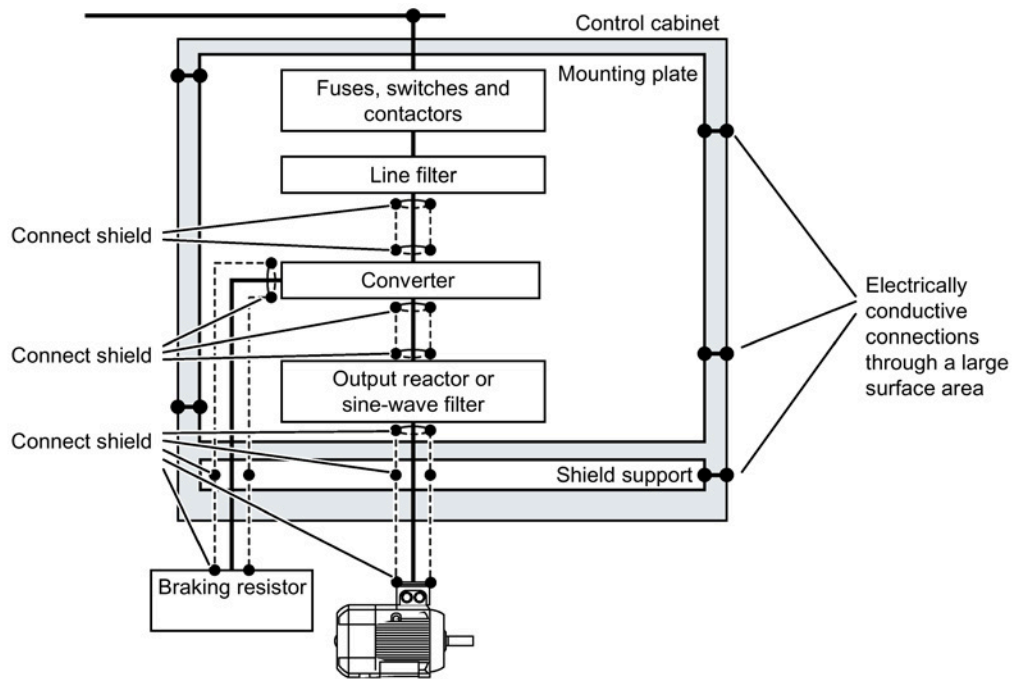 Control cabinet
Mounting plate
Fuses, switches and
contactors
Line filter
Connect shield
Converter
Electrically
conductive
connections
through a large
surface area
Connect shield
Output reactor or
sine-wave filter
Connect shield
Shield support
Braking resistor